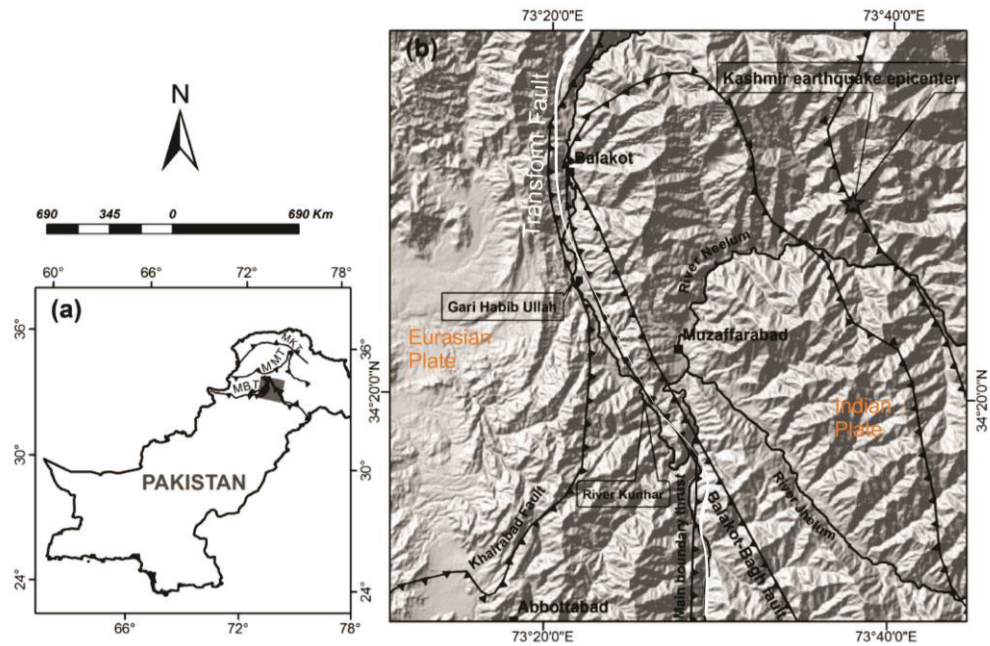 N
690 345 0 690 Km
60° 66° 72° 78°
(a)
36°
36°
30°
30°
24°
24°
66° 72° 78°
MKT
MMT
MBT
PAKISTAN
73°20'0"E 73°40'0"E
(b)
Kashmir earthquake epicenter
Transform Fault
Balakot
River Neelum
Gari Habib Ullah
Eurasian
Plate
Muzaffarabad
34°20'0"N
34°20'0"N
Indian
Plate
River Kunhar
River Jhelum
Khairabad Fault
Main boundary thrust
Balakot-Bagh fault
Abbottabad
73°20'0"E 73°40'0"E